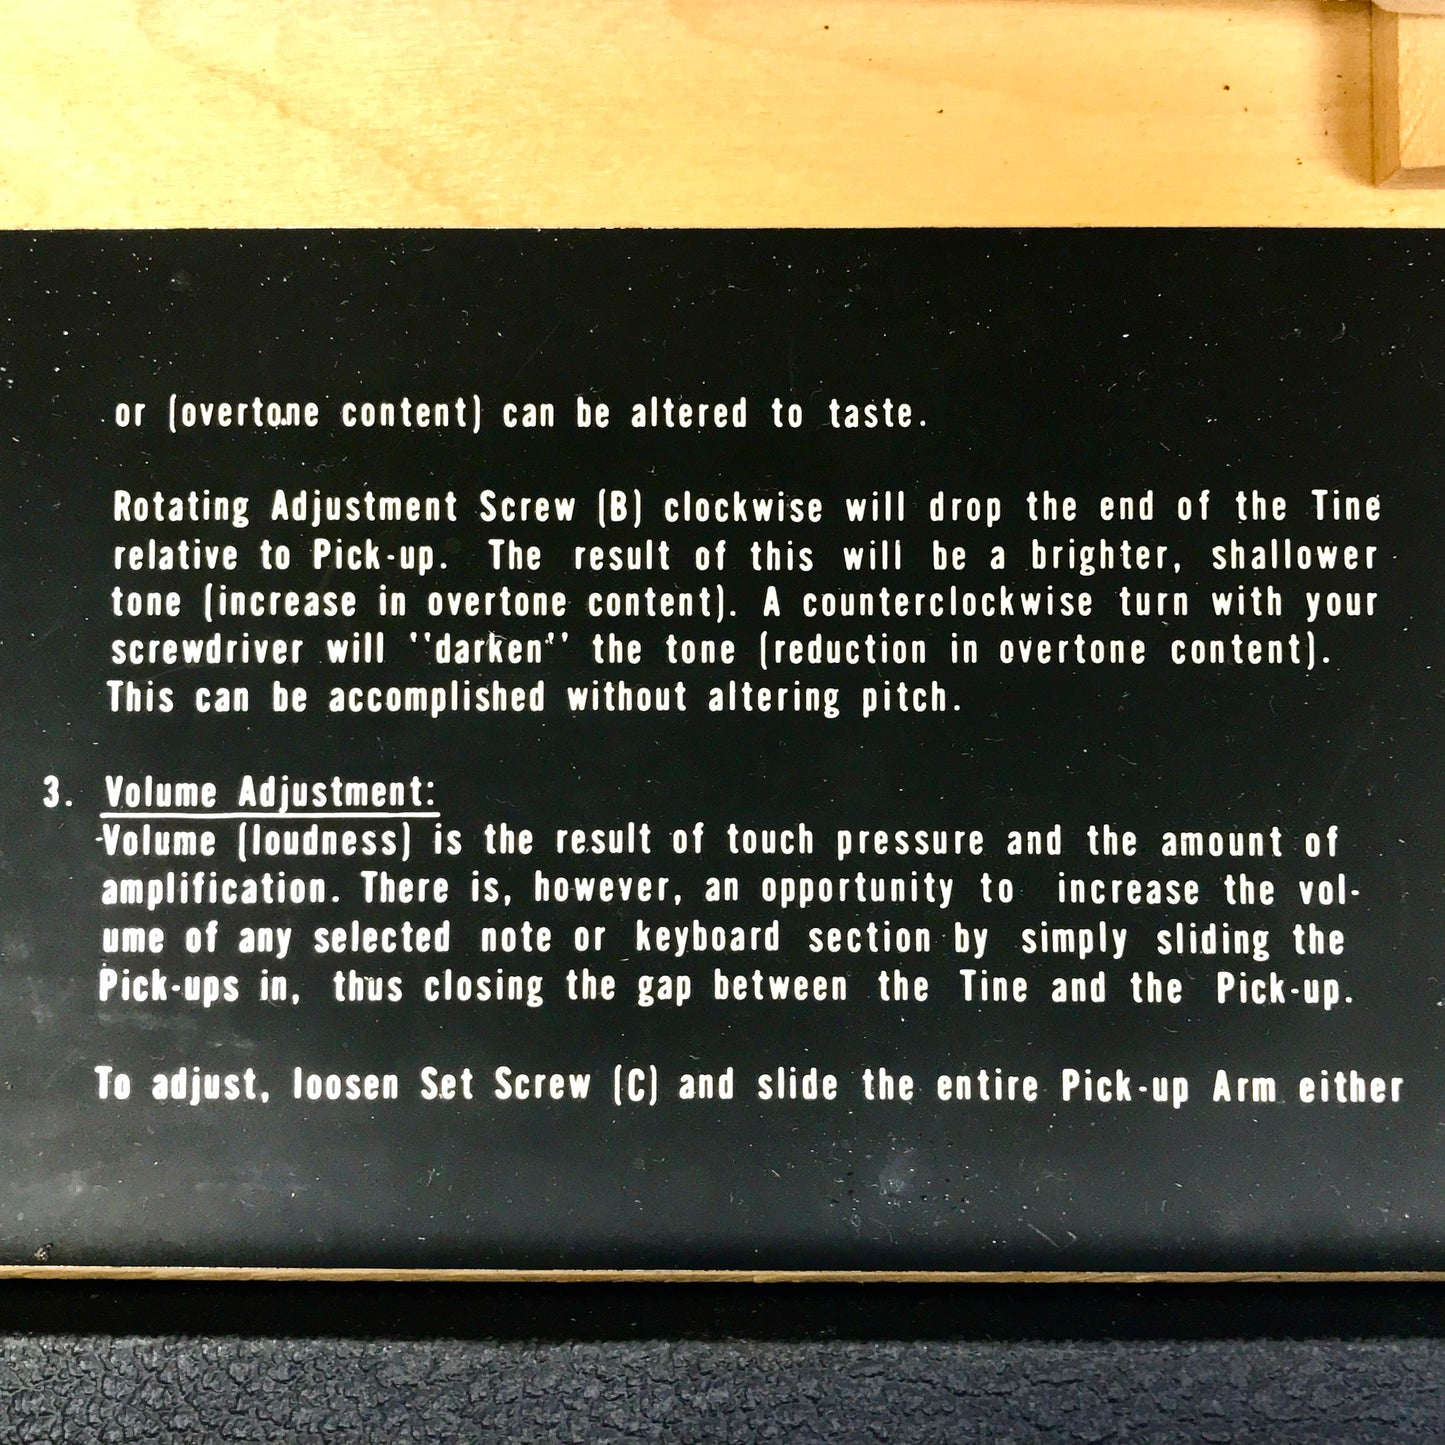 or (overtone content) can be altered to taste.
Rotating Adjustment Screw (B) clockwise will drop the end of the Tine
relative to Pick-up. The result of this will be a brighter, shallower
tone (increase in overtone content). A counterclockwise turn with your
screwdriver will "darken" the tone (reduction in overtone content).
This can be accomplished without altering pitch.
3. Volume Adjustment:
Volume (loudness) is the result of touch pressure and the amount of
amplification. There is, however, an opportunity to increase the vol-
ume of any selected note or keyboard section by simply sliding the
Pick-ups in, thus closing the gap between the Tine and the Pick-up.
To adjust, loosen Set Screw (C) and slide the entire Pick-up Arm either